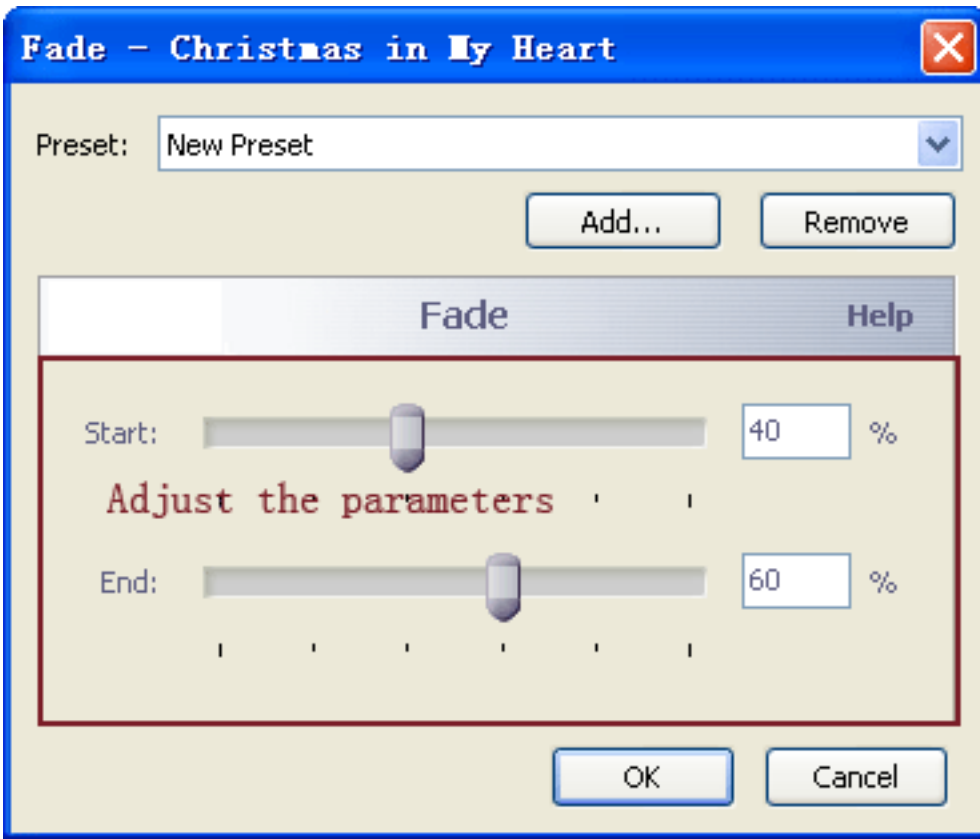 Fade - Christmas in My Heart
Preset: New Preset
Add... Remove
Fade Help
Start: 40 %
Adjust the parameters
End: 60 %
OK Cancel